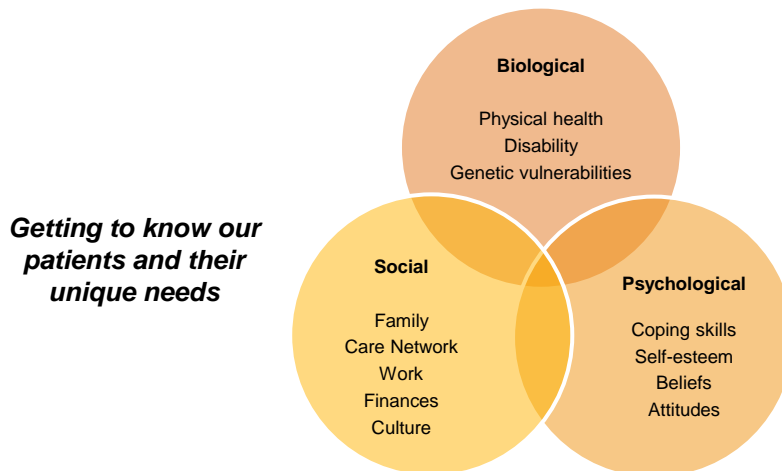 Getting to know our
patients and their
unique needs
Biological
Physical health
Disability
Genetic vulnerabilities
Social
Family
Care Network
Work
Finances
Culture
Psychological
Coping skills
Self-esteem
Beliefs
Attitudes